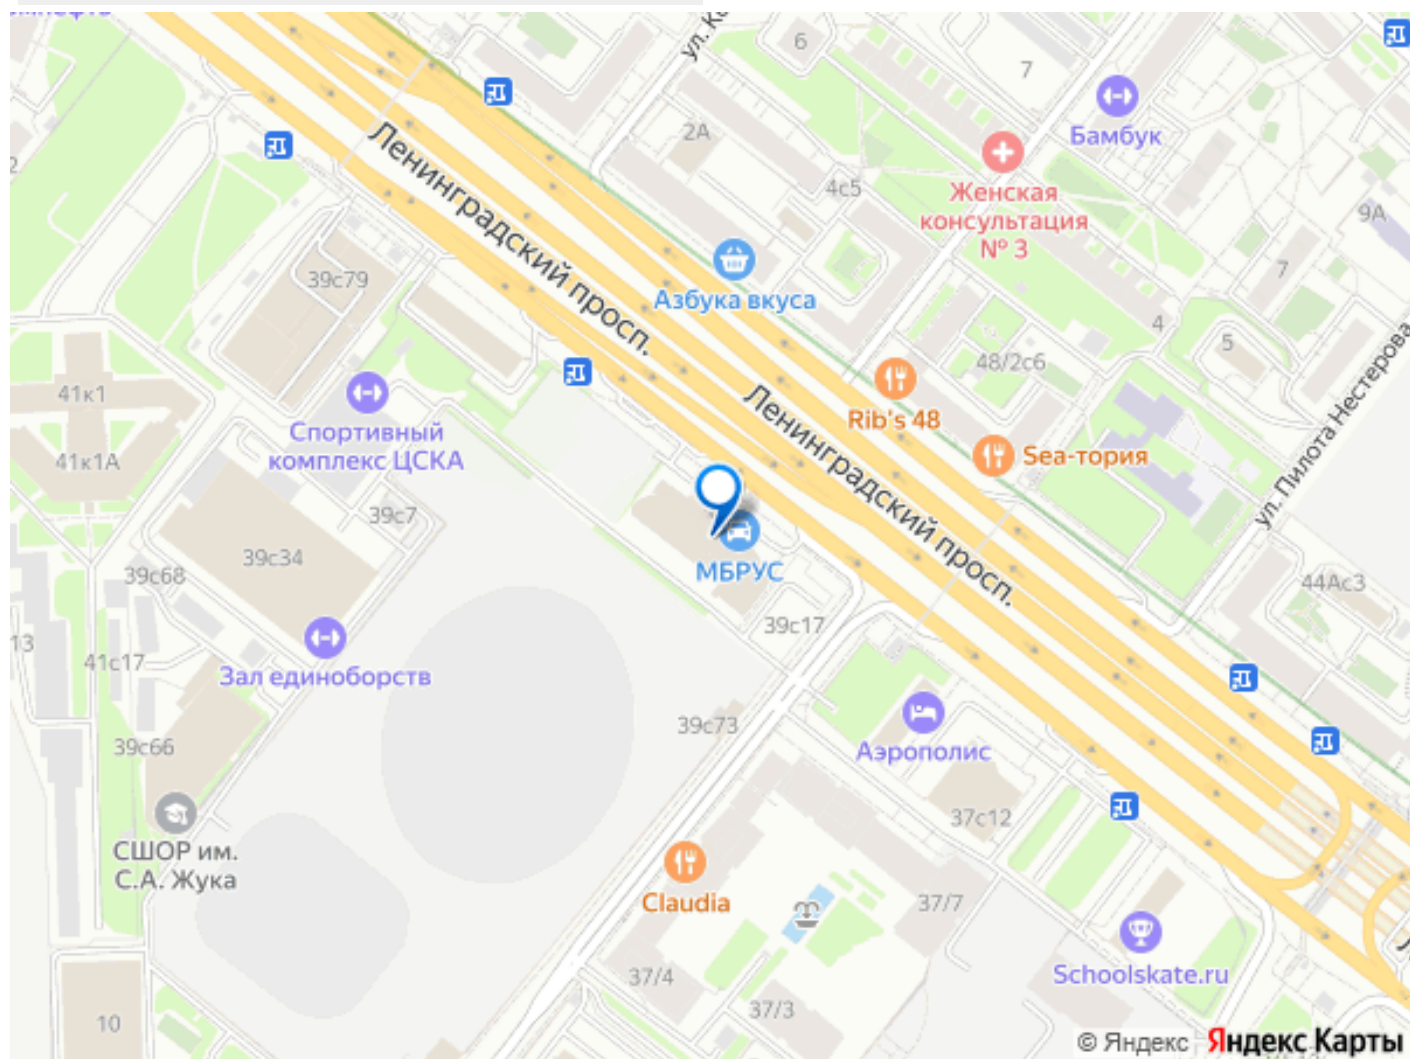 ул. Ко
6
7
Бамбук
2А
Женская
консультация
№ 3
4с5
9А
2
Ленинградский просп.
7
39с79
Азбука вкуса
4
5
48/2с6
41к1
Rib's 48
Ленинградский просп.
ул. Пилота Нестерова
Спортивный
комплекс ЦСКА
41к1А
Sea-тория
39с7
39с34
39с68
МБРУС
44Ас3
39с17
13
41с17
Зал единоборств
39с73
39с66
Аэрополис
37с12
СШОР им.
С.А. Жука
Claudia
37/7
37/4
Schoolskate.ru
37/3
10
© Яндекс Яндекс Карты